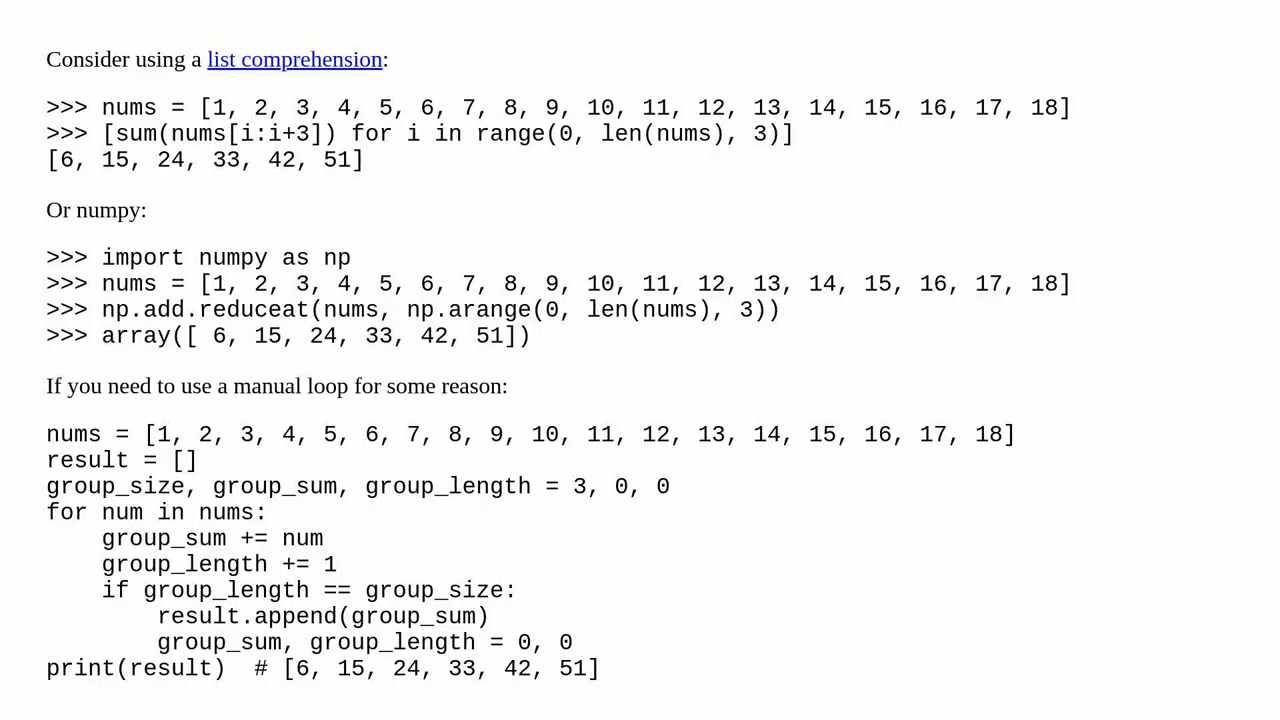 Consider using a list comprehension:
>>> nums = [1, 2, 3, 4, 5, 6, 7, 8, 9, 10, 11, 12, 13, 14, 15, 16, 17, 18]
>>> [sum(nums[i:i+3]) for i in range(0, len(nums), 3)]
[6, 15, 24, 33, 42, 51]
Or numpy:
>>> import numpy as np
>>> nums = [1, 2, 3, 4, 5, 6, 7, 8, 9, 10, 11, 12, 13, 14, 15, 16, 17, 18]
>>> np.add.reduceat(nums, np.arange(0, len(nums), 3))
>>> array([ 6, 15, 24, 33, 42, 51])
If you need to use a manual loop for some reason:
nums = [1, 2, 3, 4, 5, 6, 7, 8, 9, 10, 11, 12, 13, 14, 15, 16, 17, 18]
result = []
group_size, group_sum, group_length = 3, 0, 0
for num in nums:
    group_sum += num
    group_length += 1
    if group_length == group_size:
        result.append(group_sum)
        group_sum, group_length = 0, 0
print(result)  # [6, 15, 24, 33, 42, 51]